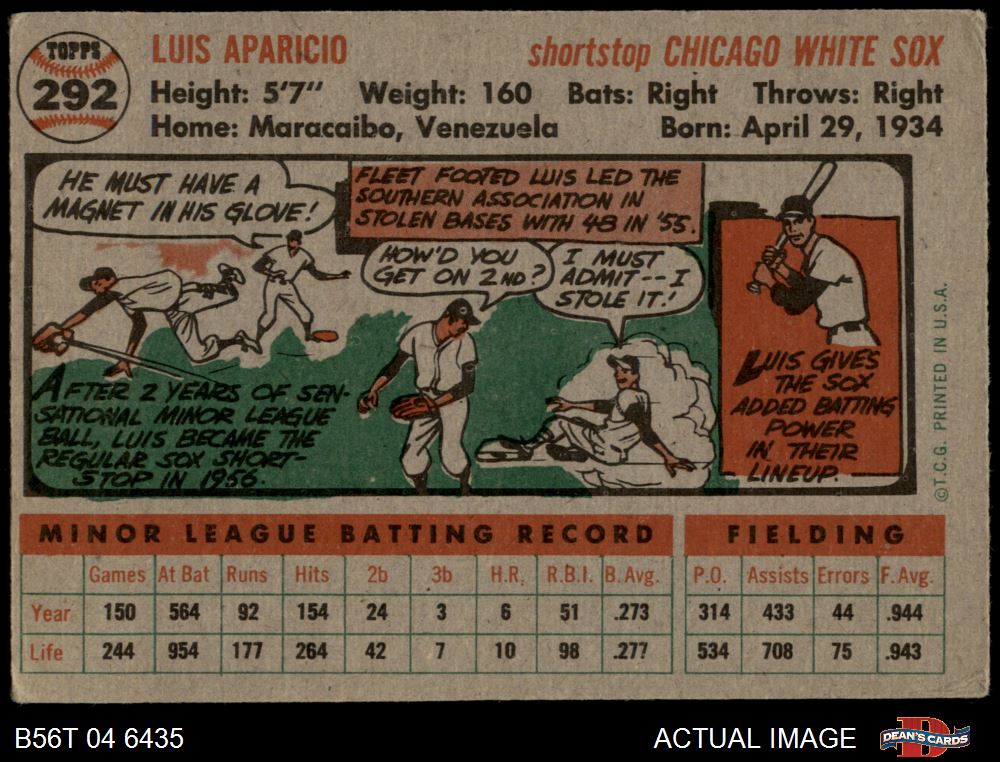 TOPPS
292
LUIS APARICIO
shortstop CHICAGO WHITE SOX
Height: 5'7" Weight: 160 Bats: Right Throws: Right
Home: Maracaibo, Venezuela Born: April 29, 1934
HE MUST HAVE A
MAGNET IN HIS GLOVE!
FLEET FOOTED LUIS LED THE
SOUTHERN ASSOCIATION IN
STOLEN BASES WITH 48 IN '55.
HOW'D YOU
GET ON 2ND?
I MUST
ADMIT--I
STOLE IT!
AFTER 2 YEARS OF SEN-
SATIONAL MINOR LEAGUE
BALL, LUIS BECAME THE
REGULAR SOX SHORT-
STOP IN 1956.
LUIS GIVES
THE SOX
ADDED BATTING
POWER
IN THEIR
LINEUP.
©T.C.G. PRINTED IN U.S.A.
MINOR LEAGUE BATTING RECORD FIELDING
Games At Bat Runs Hits 2b 3b H.R. R.B.I. B. Avg. P.O. Assists Errors F. Avg.
Year 150 564 92 154 24 3 6 51 .273 314 433 44 .944
Life 244 954 177 264 42 7 10 98 .277 534 708 75 .943
B56T 04 6435
ACTUAL IMAGE
D
DEAN'S CARDS